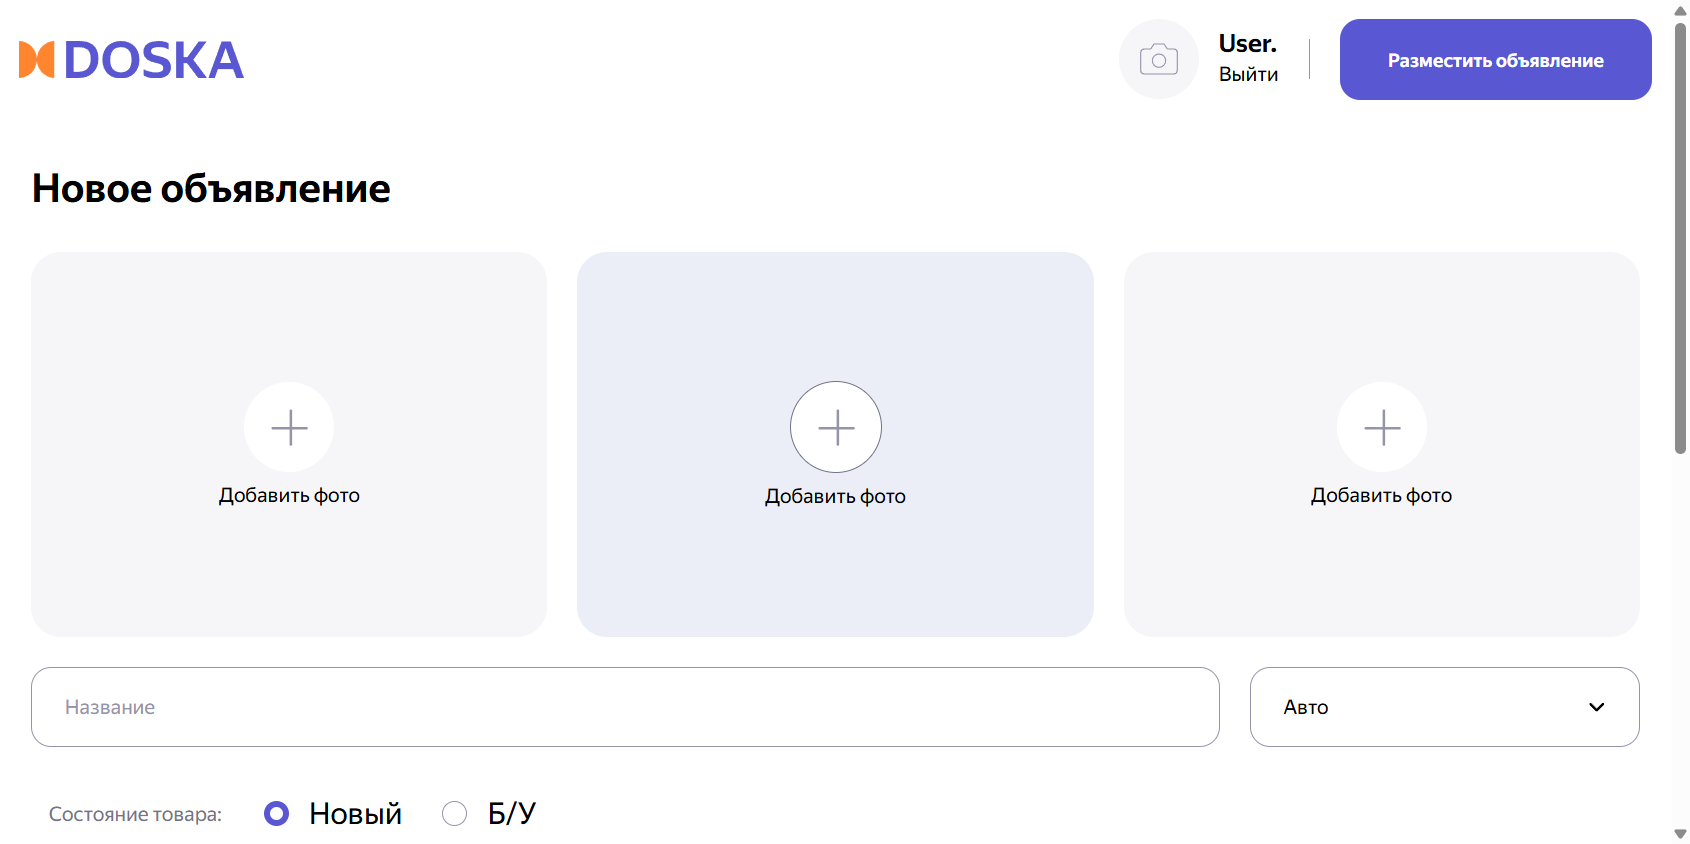 DOSKA
User.
Выйти
Разместить объявление
Новое объявление
Добавить фото
Добавить фото
Добавить фото
Название
Авто
Состояние товара:
Новый
Б/У